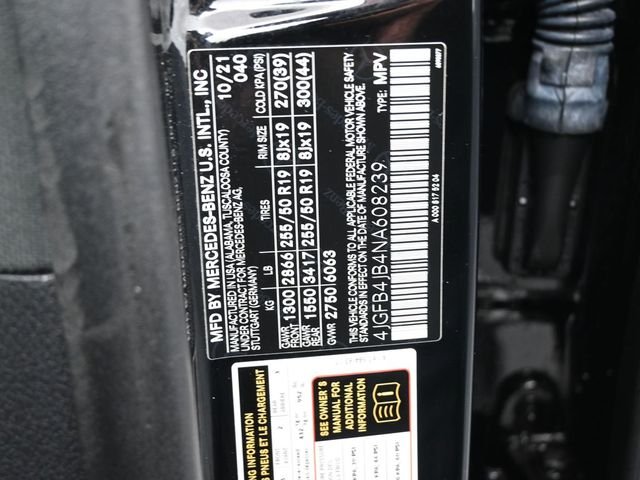 MFD BY MERCEDES-BENZ U.S. INTL., INC
MANUFACTURED IN USA (ALABAMA, TUSCALOOSA COUNTY) 10/21
UNDER CONTRACT FOR MERCEDES-BENZ AG, 040
STUTTGART (GERMANY)
KG LB TIRES RIM SIZE COLD KPA (PSI)
GAWR FRONT 1300 2866 255/50 R19 8Jx19 270(39)
GAWR REAR 1550 3417 255/50 R19 8Jx19 300(44)
GVWR 2750 6063
THIS VEHICLE CONFORMS TO ALL APPLICABLE FEDERAL MOTOR VEHICLE SAFETY
STANDARDS IN EFFECT ON THE DATE OF MANUFACTURE SHOWN ABOVE.
4JGFB4JB4NA608239 TYPE: MPV
A 000 817 52 04
INFORMATION
PNEUS ET LE CHARGEMENT
SEE OWNER'S
MANUAL FOR
ADDITIONAL
INFORMATION